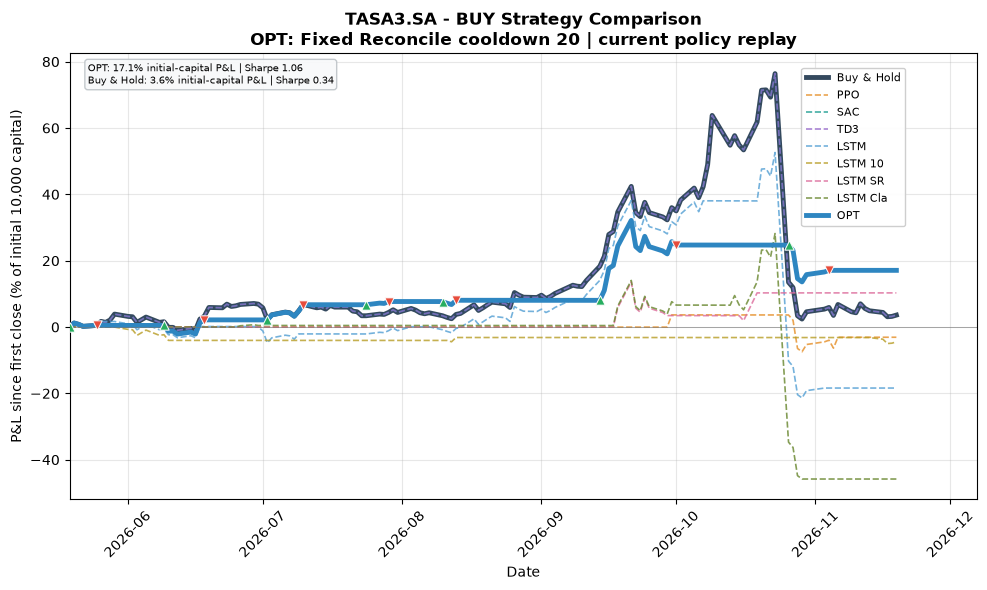 TASA3.SA - BUY Strategy Comparison
OPT: Fixed Reconcile cooldown 20 | current policy replay
OPT: 17.1% initial-capital P&L | Sharpe 1.06
Buy & Hold: 3.6% initial-capital P&L | Sharpe 0.34
Buy & Hold
PPO
SAC
TD3
LSTM
LSTM 10
LSTM SR
LSTM Cla
OPT
P&L since first close (% of initial 10,000 capital)
80
60
40
20
0
−20
−40
2026-06
2026-07
2026-08
2026-09
2026-10
2026-11
2026-12
Date